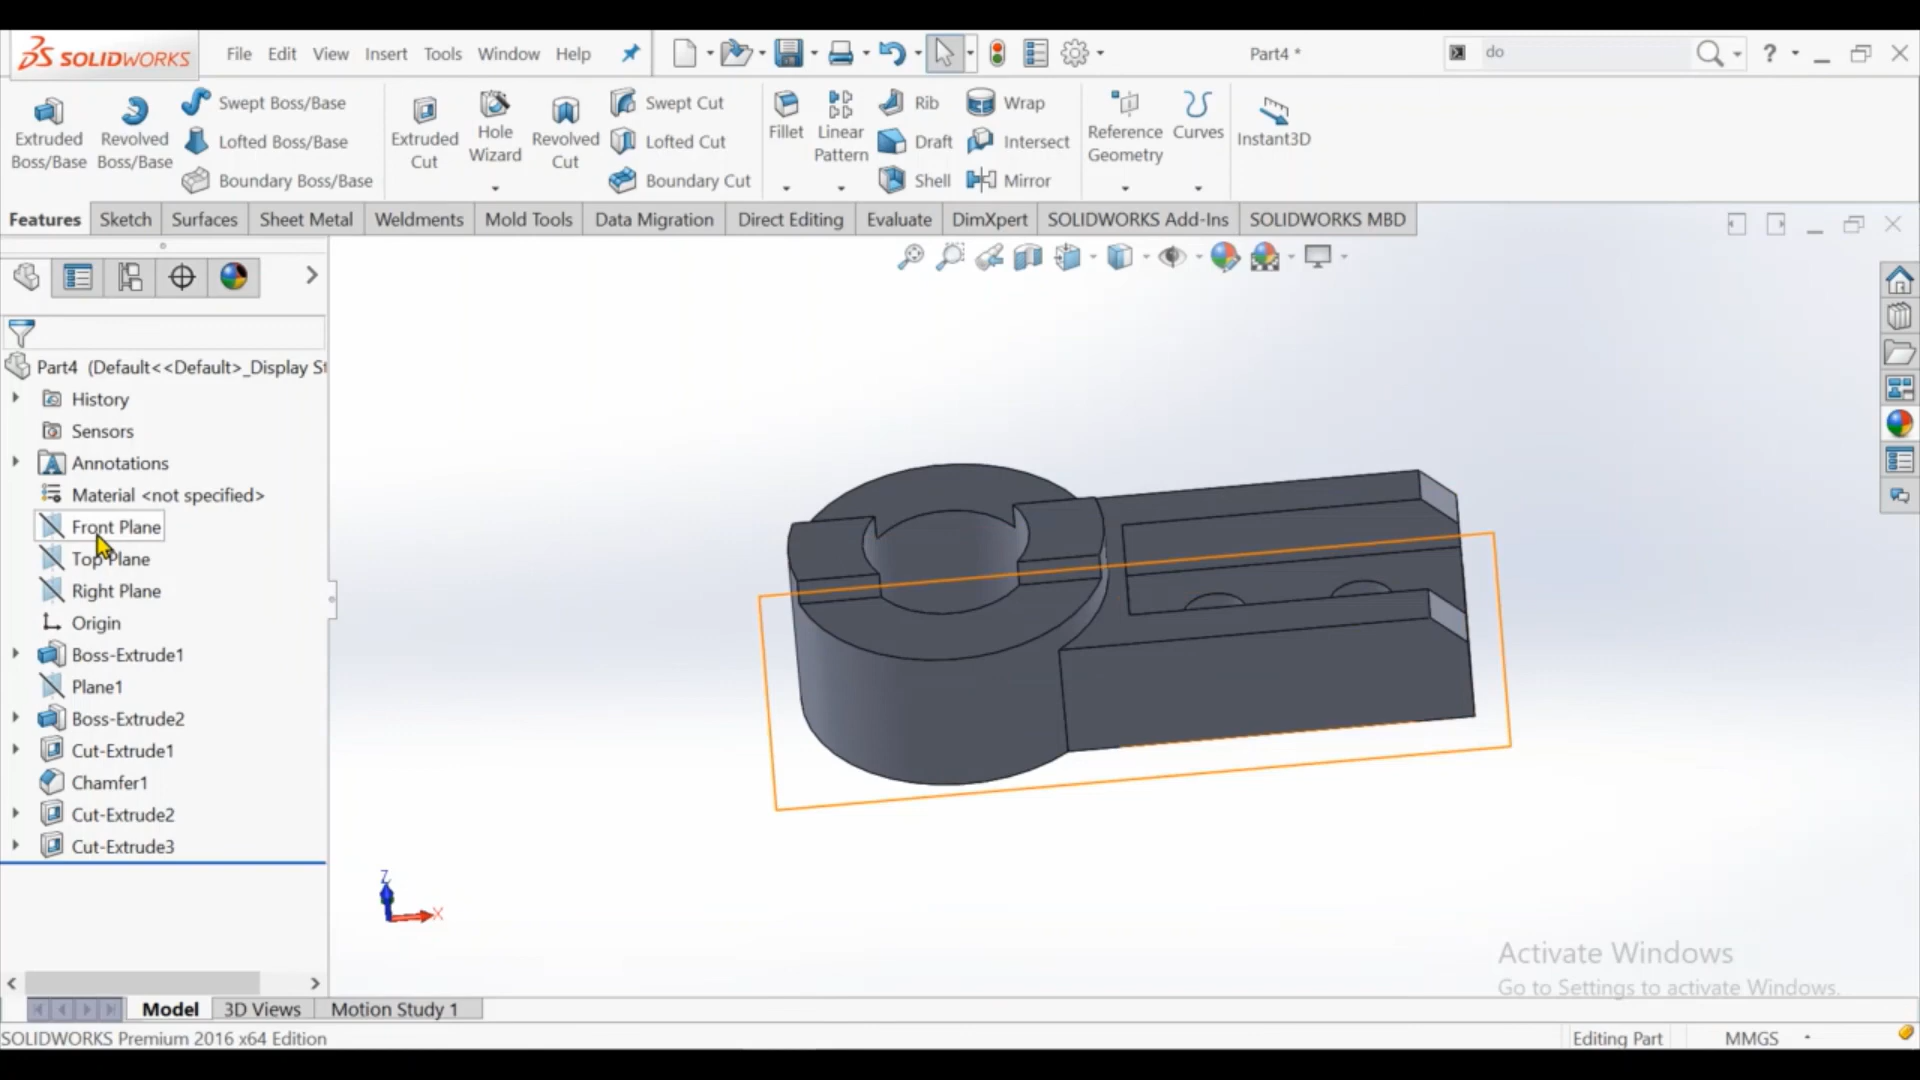 SOLIDWORKS File Edit View Insert Tools Window Help Part4 * do ?
Extruded Boss/Base
Revolved Boss/Base
Swept Boss/Base
Lofted Boss/Base
Boundary Boss/Base
Extruded Cut
Hole Wizard
Revolved Cut
Swept Cut
Lofted Cut
Boundary Cut
Fillet
Linear Pattern
Rib
Draft
Shell
Wrap
Intersect
Mirror
Reference Geometry
Curves
Instant3D
Features Sketch Surfaces Sheet Metal Weldments Mold Tools Data Migration Direct Editing Evaluate DimXpert SOLIDWORKS Add-Ins SOLIDWORKS MBD
Part4 (Default<<Default>_Display St
History
Sensors
Annotations
Material <not specified>
Front Plane
Top Plane
Right Plane
Origin
Boss-Extrude1
Plane1
Boss-Extrude2
Cut-Extrude1
Chamfer1
Cut-Extrude2
Cut-Extrude3
Z
X
Activate Windows
Go to Settings to activate Windows.
Model 3D Views Motion Study 1
SOLIDWORKS Premium 2016 x64 Edition Editing Part MMGS